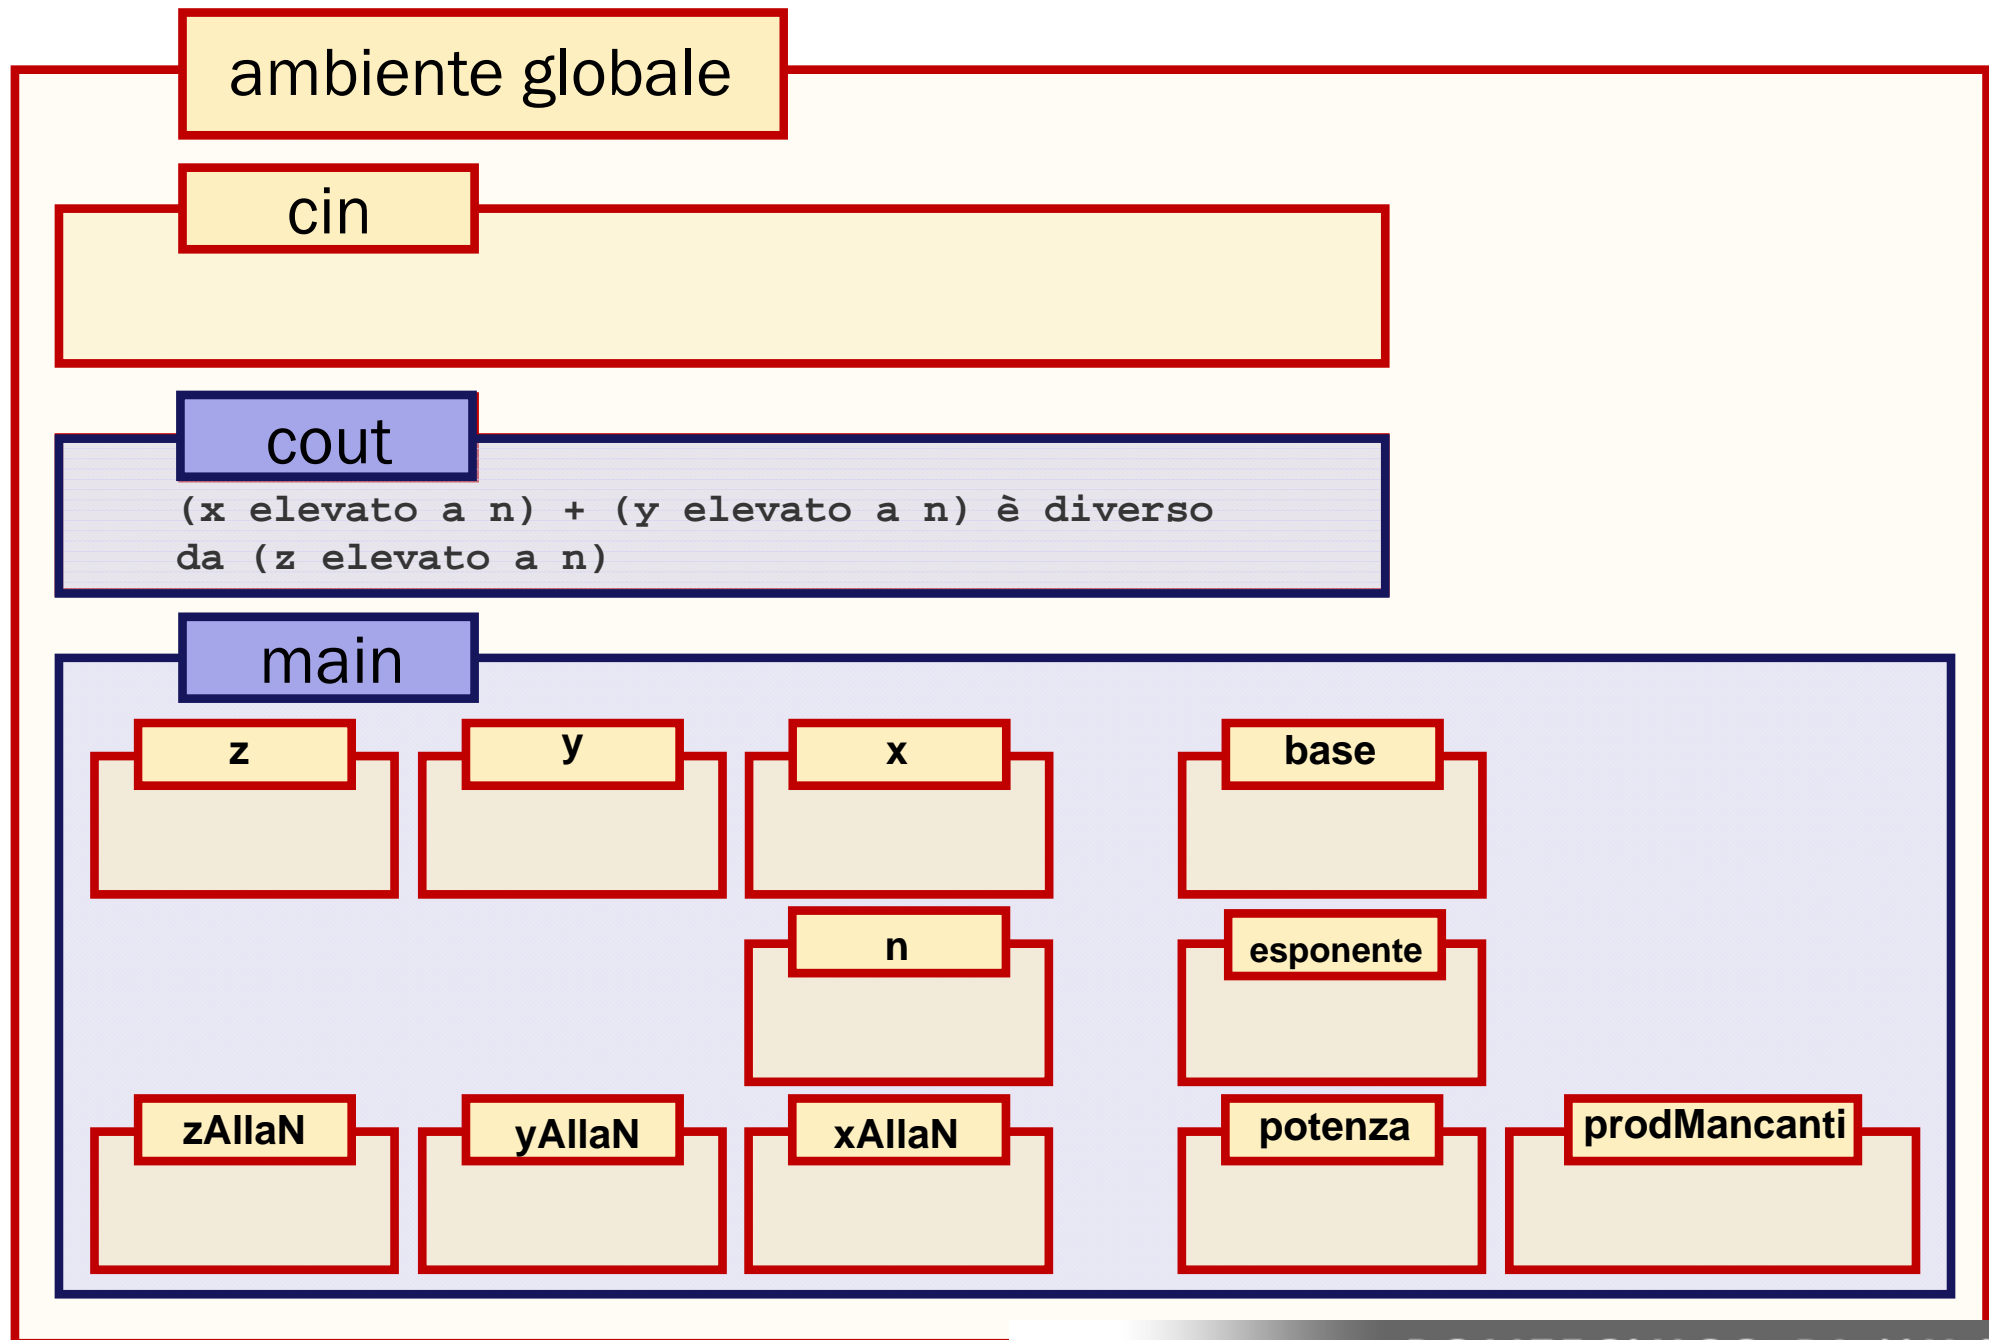 ambiente globale
cin
cout
(x elevato a n) + (y elevato a n) è diverso
da (z elevato a n)
main
z y x base
n esponente
zAllaN yAllaN xAllaN potenza prodMancanti